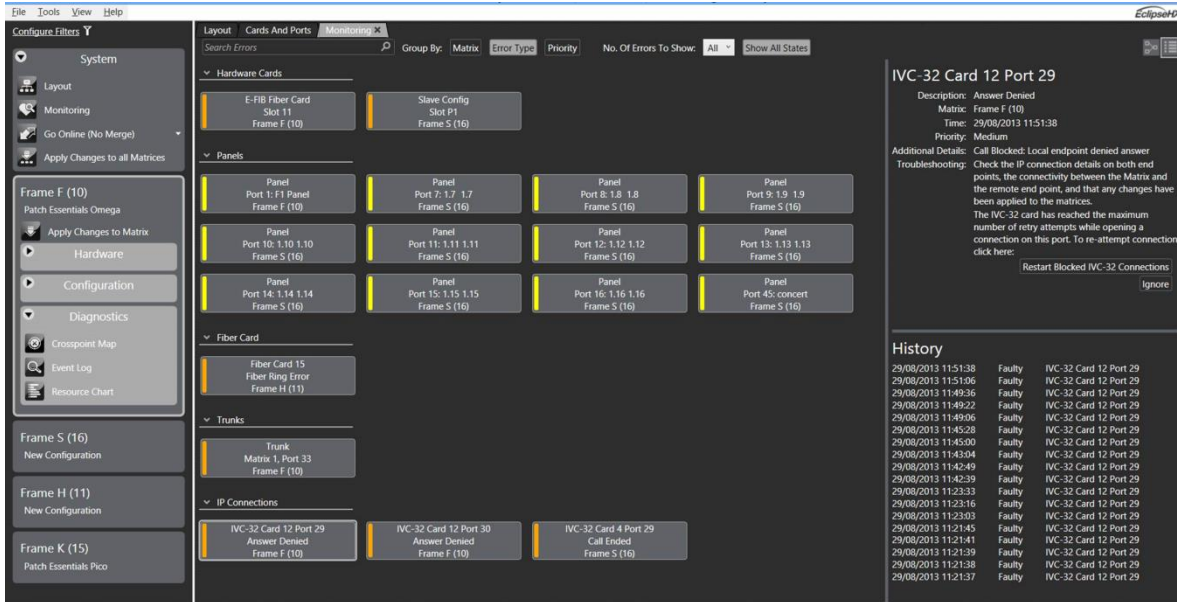 File Tools View Help
EclipseHX
Configure Filters
System
Layout
Monitoring
Go Online (No Merge)
Apply Changes to all Matrices
Frame F (10)
Patch Essentials Omega
Apply Changes to Matrix
Hardware
Configuration
Diagnostics
Crosspoint Map
Event Log
Resource Chart
Frame S (16)
New Configuration
Frame H (11)
New Configuration
Frame K (15)
Patch Essentials Pico
Layout Cards And Ports Monitoring X
Search Errors Group By: Matrix Error Type Priority No. Of Errors To Show: All Show All States
Hardware Cards
E-FIB Fiber Card
Slot 11
Frame F (10)
Slave Config
Slot P1
Frame S (16)
Panels
Panel
Port 1: F1 Panel
Frame F (10)
Panel
Port 7: 1.7 1.7
Frame S (16)
Panel
Port 8: 1.8 1.8
Frame S (16)
Panel
Port 9: 1.9 1.9
Frame S (16)
Panel
Port 10: 1.10 1.10
Frame S (16)
Panel
Port 11: 1.11 1.11
Frame S (16)
Panel
Port 12: 1.12 1.12
Frame S (16)
Panel
Port 13: 1.13 1.13
Frame S (16)
Panel
Port 14: 1.14 1.14
Frame S (16)
Panel
Port 15: 1.15 1.15
Frame S (16)
Panel
Port 16: 1.16 1.16
Frame S (16)
Panel
Port 45: concert
Frame S (16)
Fiber Card
Fiber Card 15
Fiber Ring Error
Frame H (11)
Trunks
Trunk
Matrix 1, Port 33
Frame F (10)
IP Connections
IVC-32 Card 12 Port 29
Answer Denied
Frame F (10)
IVC-32 Card 12 Port 30
Answer Denied
Frame F (10)
IVC-32 Card 4 Port 29
Call Ended
Frame S (16)
IVC-32 Card 12 Port 29
Description: Answer Denied
Matrix: Frame F (10)
Time: 29/08/2013 11:51:38
Priority: Medium
Additional Details: Call Blocked: Local endpoint denied answer
Troubleshooting: Check the IP connection details on both end
points, the connectivity between the Matrix and
the remote end point, and that any changes have
been applied to the matrices.
The IVC-32 card has reached the maximum
number of retry attempts while opening a
connection on this port. To re-attempt connection
click here:
Restart Blocked IVC-32 Connections
Ignore
History
29/08/2013 11:51:38 Faulty IVC-32 Card 12 Port 29
29/08/2013 11:51:06 Faulty IVC-32 Card 12 Port 29
29/08/2013 11:49:36 Faulty IVC-32 Card 12 Port 29
29/08/2013 11:49:22 Faulty IVC-32 Card 12 Port 29
29/08/2013 11:49:06 Faulty IVC-32 Card 12 Port 29
29/08/2013 11:45:28 Faulty IVC-32 Card 12 Port 29
29/08/2013 11:45:00 Faulty IVC-32 Card 12 Port 29
29/08/2013 11:43:04 Faulty IVC-32 Card 12 Port 29
29/08/2013 11:42:49 Faulty IVC-32 Card 12 Port 29
29/08/2013 11:42:39 Faulty IVC-32 Card 12 Port 29
29/08/2013 11:23:33 Faulty IVC-32 Card 12 Port 29
29/08/2013 11:23:16 Faulty IVC-32 Card 12 Port 29
29/08/2013 11:23:03 Faulty IVC-32 Card 12 Port 29
29/08/2013 11:21:45 Faulty IVC-32 Card 12 Port 29
29/08/2013 11:21:41 Faulty IVC-32 Card 12 Port 29
29/08/2013 11:21:39 Faulty IVC-32 Card 12 Port 29
29/08/2013 11:21:38 Faulty IVC-32 Card 12 Port 29
29/08/2013 11:21:37 Faulty IVC-32 Card 12 Port 29